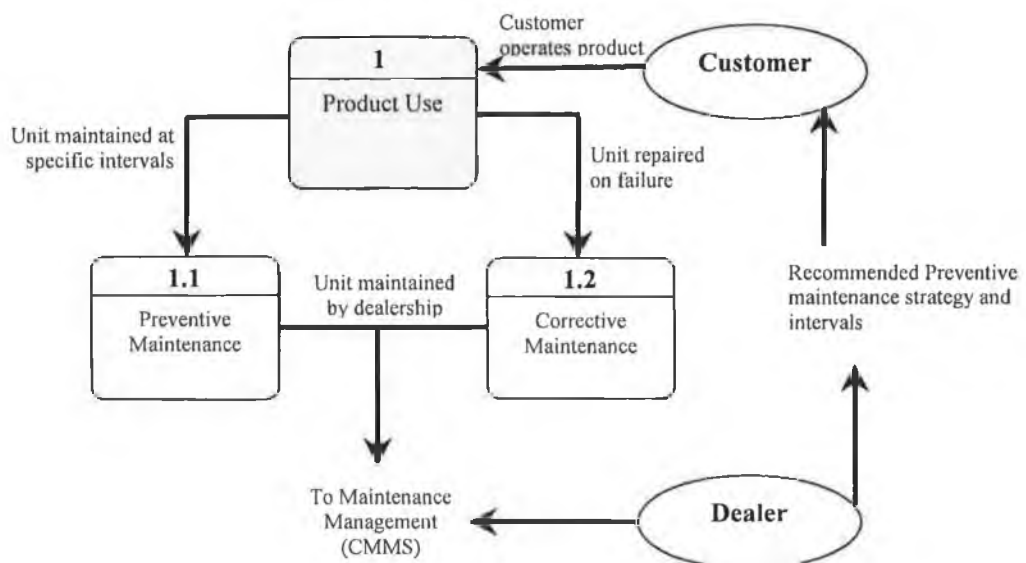 Customer
operates product
Customer
1
Product Use
Unit maintained at
specific intervals
Unit repaired
on failure
1.1
Preventive
Maintenance
Unit maintained
by dealership
1.2
Corrective
Maintenance
Recommended Preventive
maintenance strategy and
intervals
To Maintenance
Management
(CMMS)
Dealer